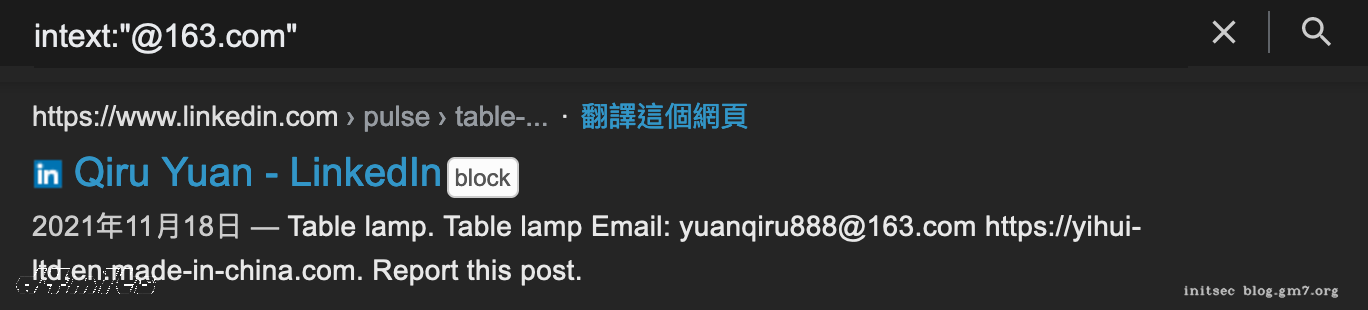 intext:"@163.com"
https://www.linkedin.com › pulse › table-... · 翻譯這個網頁
in Qiru Yuan - LinkedIn block
2021年11月18日 — Table lamp. Table lamp Email: yuanqiru888@163.com https://yihui-
ltd.en.made-in-china.com. Report this post.
initsec blog.gm7.org